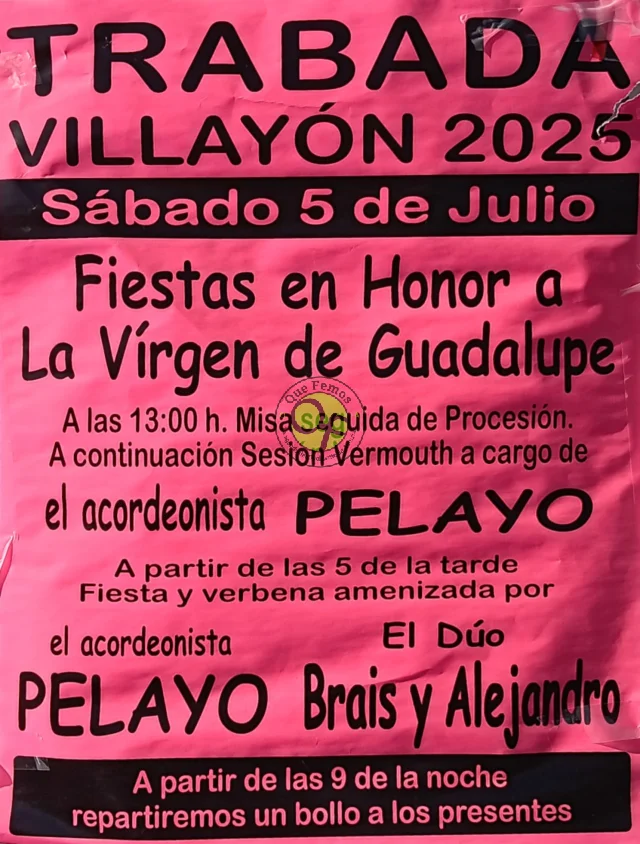 TRABADA
VILLAYÓN 2025
Sábado 5 de Julio
Fiestas en Honor a
La Vírgen de Guadalupe
Que Femos
A las 13:00 h. Misa seguida de Procesión.
A continuación Sesión Vermouth a cargo de
el acordeonista PELAYO
A partir de las 5 de la tarde
Fiesta y verbena amenizada por
el acordeonista El Dúo
PELAYO Brais y Alejandro
A partir de las 9 de la noche
repartiremos un bollo a los presentes